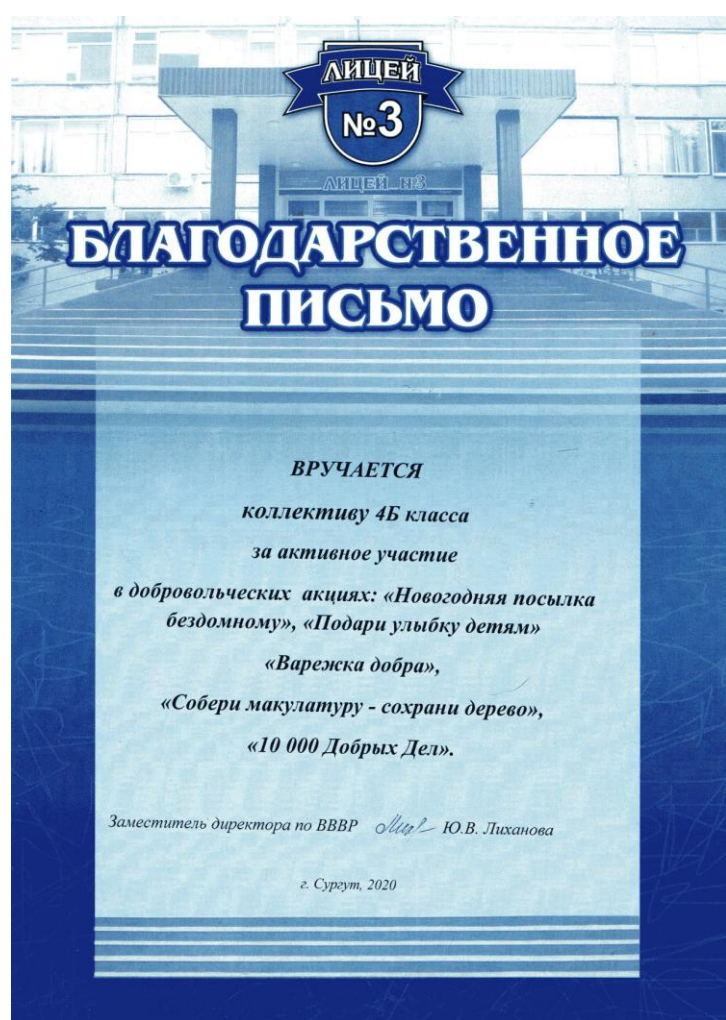 ЛИЦЕЙ
№3
ЛИЦЕЙ №3
БЛАГОДАРСТВЕННОЕ
ПИСЬМО
ВРУЧАЕТСЯ
коллективу 4Б класса
за активное участие
в добровольческих акциях: «Новогодняя посылка
бездомному», «Подари улыбку детям»
«Варежка добра»,
«Собери макулатуру - сохрани дерево»,
«10 000 Добрых Дел».
Заместитель директора по ВВВР Ю.В. Лиханова
г. Сургут, 2020